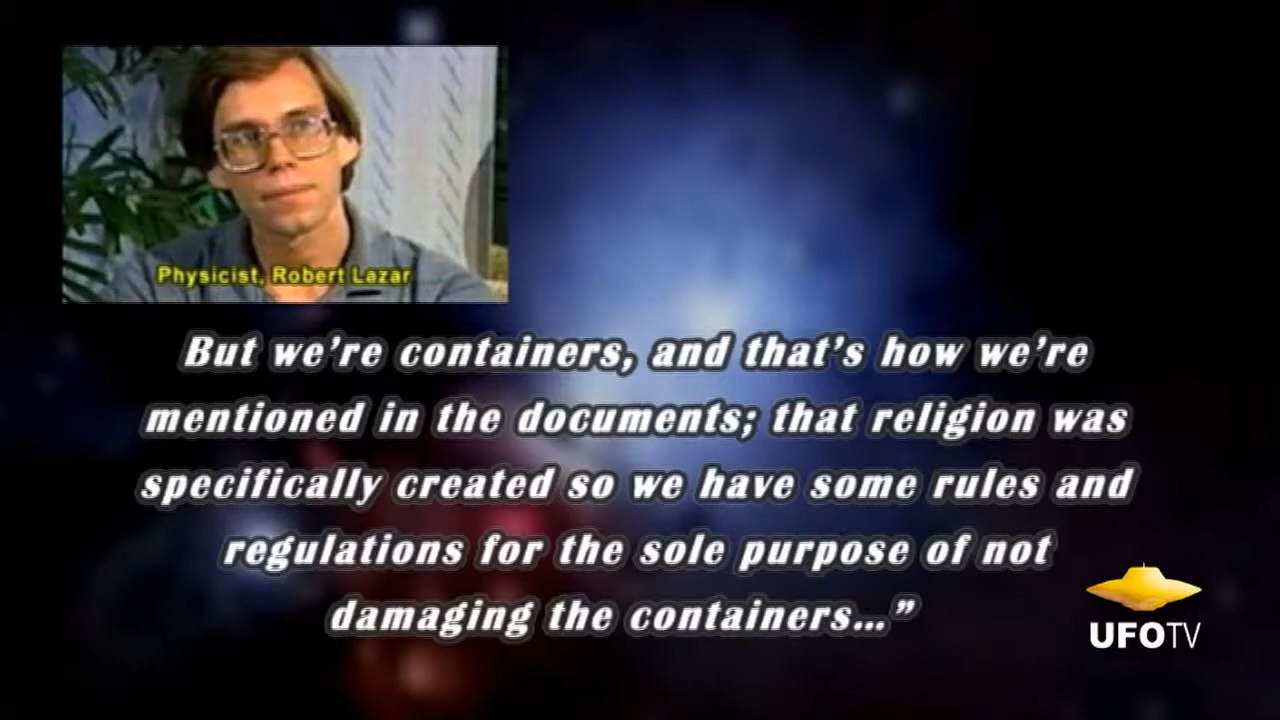 Physicist, Robert Lazar
But we're containers, and that's how we're
mentioned in the documents; that religion was
specifically created so we have some rules and
regulations for the sole purpose of not
damaging the containers..."
UFOTV